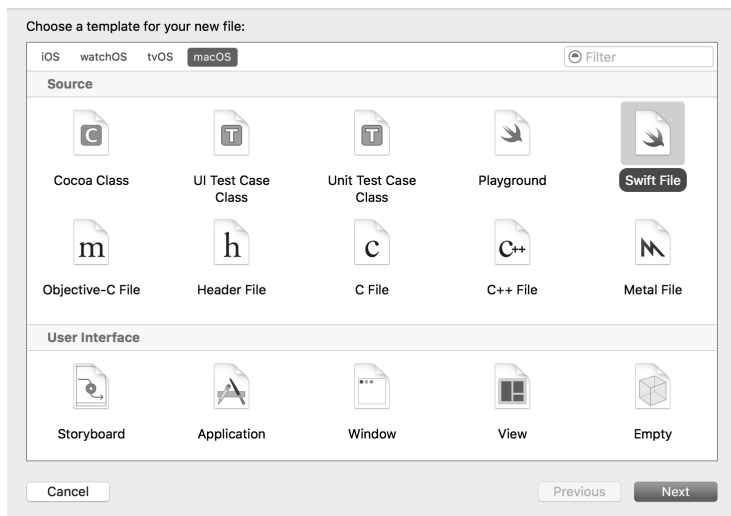 Choose a template for your new file:
iOS watchOS tvOS macOS Filter
Source
C T T
Cocoa Class UI Test Case Unit Test Case Playground Swift File
Class Class
m h c C++
Objective-C File Header File C File C++ File Metal File
User Interface
Storyboard Application Window View Empty
Cancel Previous Next